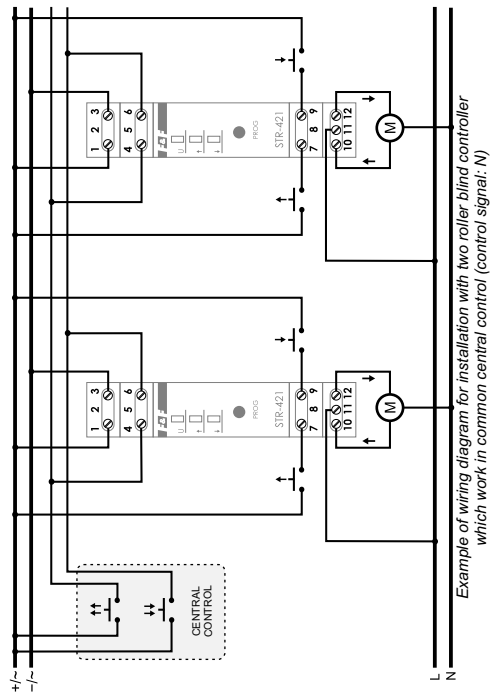 +/~
−/~
CENTRAL
CONTROL
1 2 3
4 5 6
F&F
U
↑
↓
PROG
STR-421
7 8 9
10 11 12
M
1 2 3
4 5 6
F&F
U
↑
↓
PROG
STR-421
7 8 9
10 11 12
M
L
N
Example of wiring diagram for installation with two roller blind controller
which work in common central control (control signal: N)